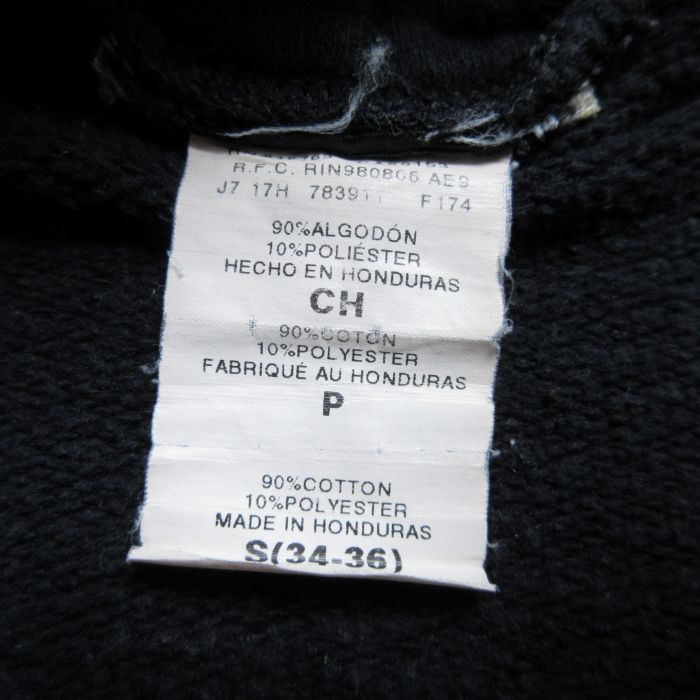 R.F.C. RIN980806 AE9
J7 17H 783911 F174
90%ALGODÓN
10%POLIÉSTER
HECHO EN HONDURAS
CH
90%COTON
10%POLYESTER
FABRIQUÉ AU HONDURAS
P
90%COTTON
10%POLYESTER
MADE IN HONDURAS
S(34-36)